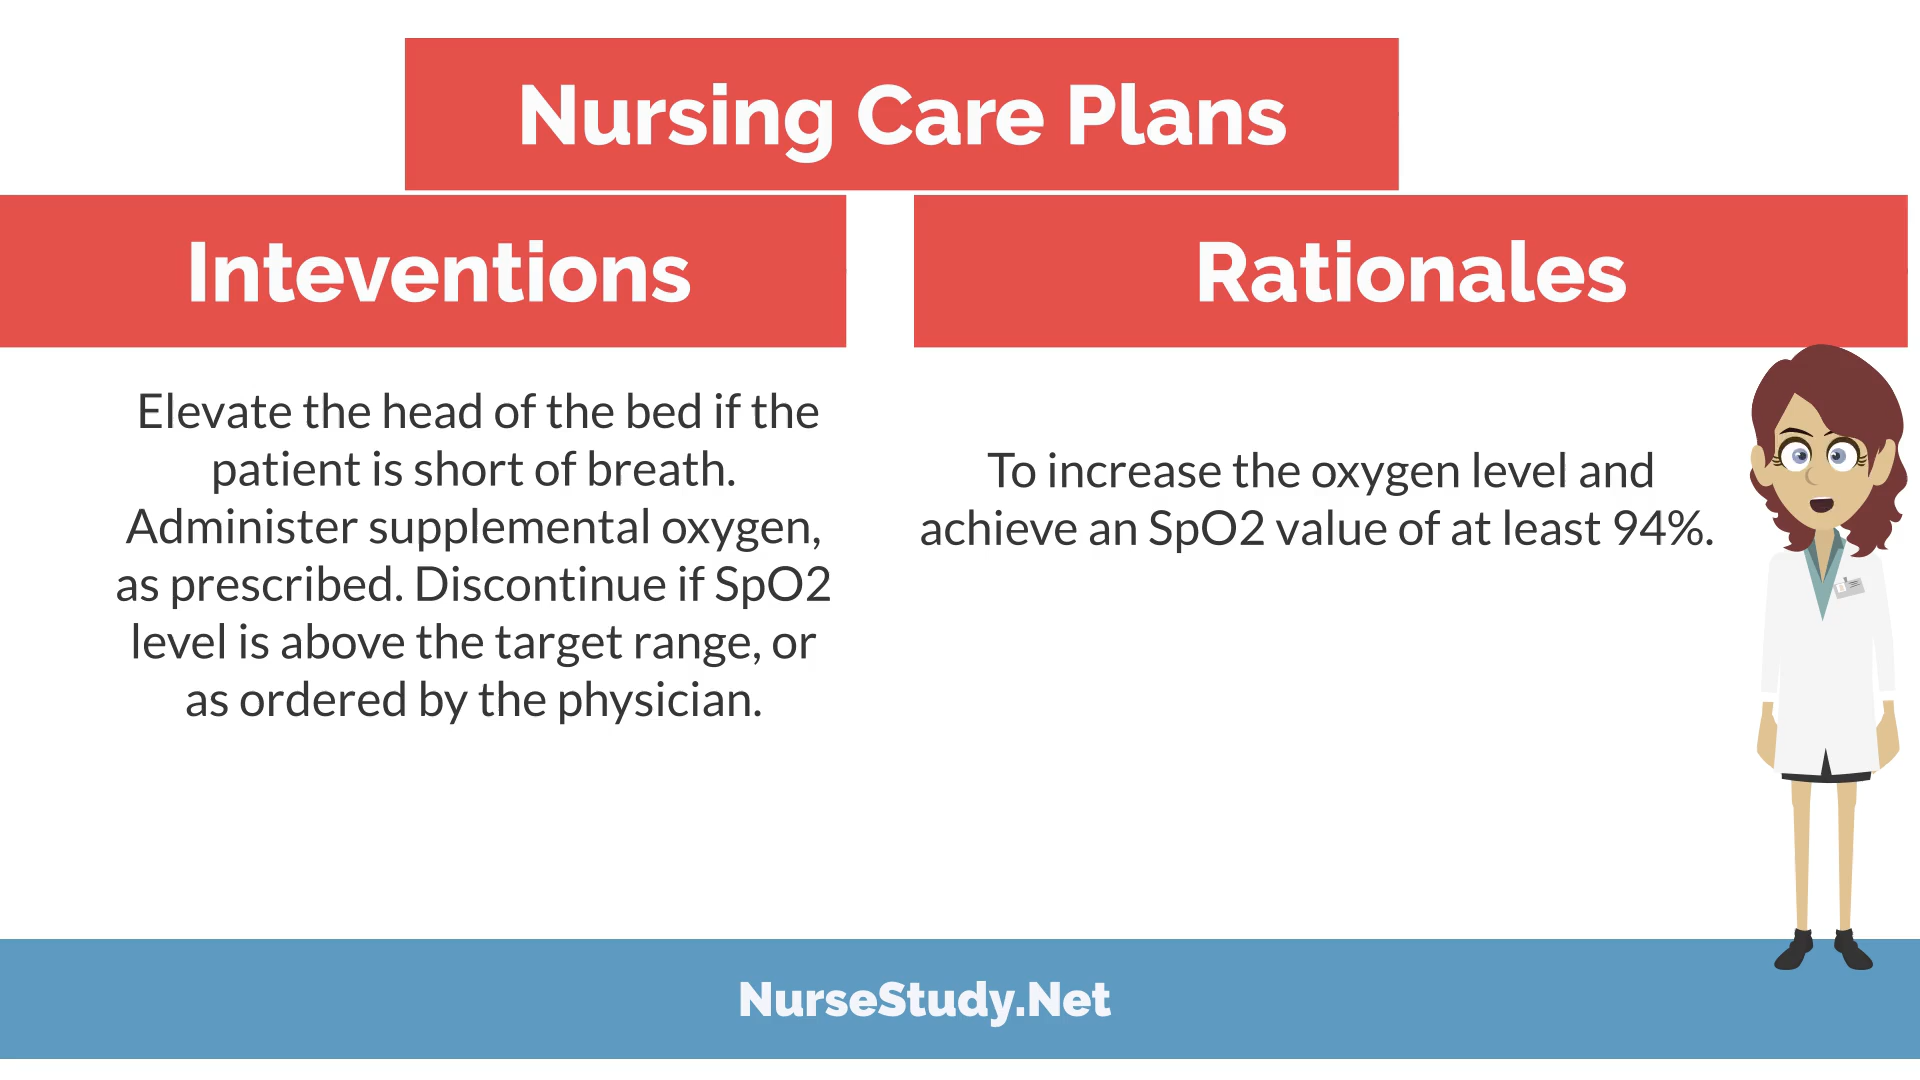 Nursing Care Plans
Inteventions
Rationales
Elevate the head of the bed if the
patient is short of breath.
Administer supplemental oxygen,
as prescribed. Discontinue if SpO2
level is above the target range, or
as ordered by the physician.
To increase the oxygen level and
achieve an SpO2 value of at least 94%.
NurseStudy.Net